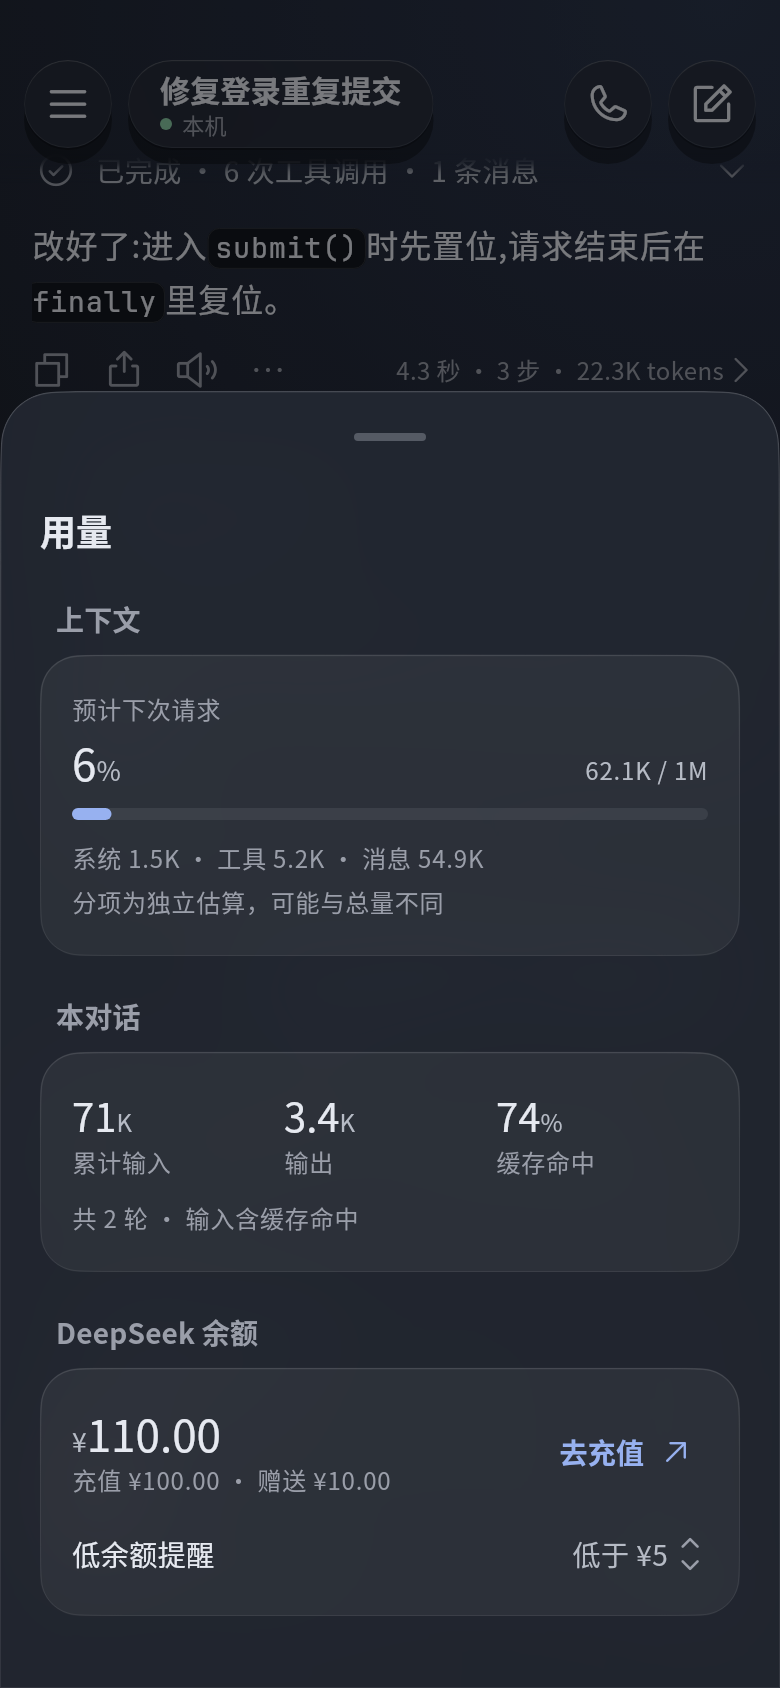 修复登录重复提交
本机
已完成 · 6 次工具调用 · 1 条消息
改好了:进入 submit() 时先置位,请求结束后在
finally 里复位。
4.3 秒 · 3 步 · 22.3K tokens
用量
上下文
预计下次请求
6%
62.1K / 1M
系统 1.5K · 工具 5.2K · 消息 54.9K
分项为独立估算，可能与总量不同
本对话
71K 3.4K 74%
累计输入 输出 缓存命中
共 2 轮 · 输入含缓存命中
DeepSeek 余额
¥110.00
去充值
充值 ¥100.00 · 赠送 ¥10.00
低余额提醒 低于 ¥5